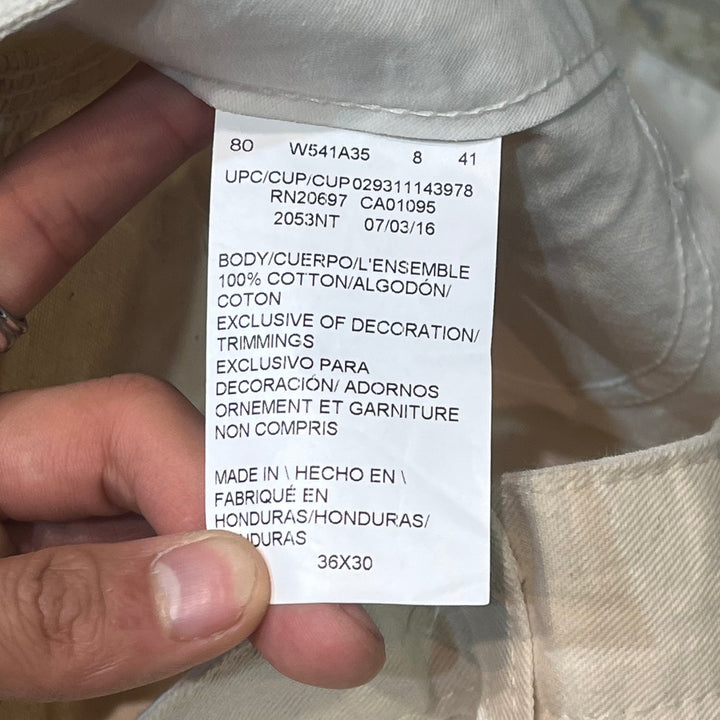 80 W541A35 8 41
UPC/CUP/CUP 029311143978
RN20697 CA01095
2053NT 07/03/16
BODY/CUERPO/L'ENSEMBLE
100% COTTON/ALGODÓN/
COTON
EXCLUSIVE OF DECORATION/
TRIMMINGS
EXCLUSIVO PARA
DECORACIÓN/ ADORNOS
ORNEMENT ET GARNITURE
NON COMPRIS
MADE IN \ HECHO EN \
FABRIQUÉ EN
HONDURAS/HONDURAS/
36X30